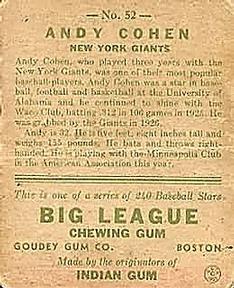 — No. 52 —
ANDY COHEN
NEW YORK GIANTS
Andy Cohen, who played three years with the
New York Giants, was one of their most popular
baseball-players. Andy Cohen was a star in base-
ball, football and basketball at the University of
Alabama and he continued to shine with the
Waco Club, batting .312 in 106 games in 1925. He
was grabbed by the Giants in 1925.
Andy is 32. He is five feet, eight inches tall and
weighs 155 pounds. He bats and throws right-
handed. He is playing with the Minneapolis Club
in the American Association this year.
This is one of a series of 240 Baseball Stars
BIG LEAGUE
CHEWING GUM
GOUDEY GUM CO. BOSTON
Made by the originators of
INDIAN GUM